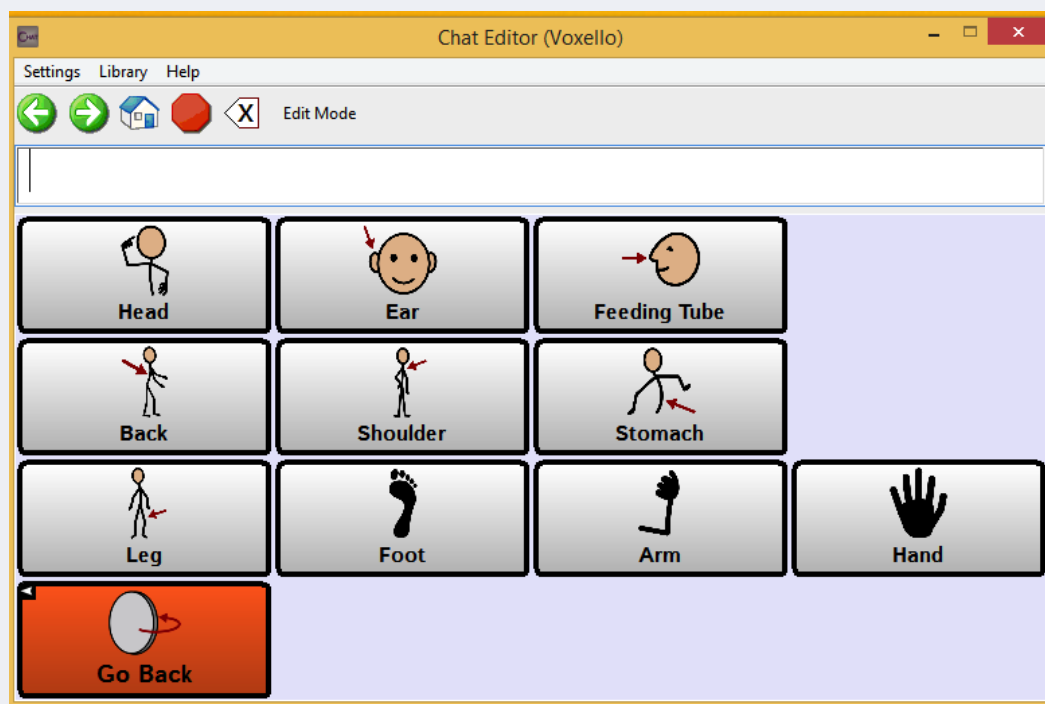 Chat Editor (Voxello)
Settings Library Help
X Edit Mode
Head Ear Feeding Tube
Back Shoulder Stomach
Leg Foot Arm Hand
Go Back